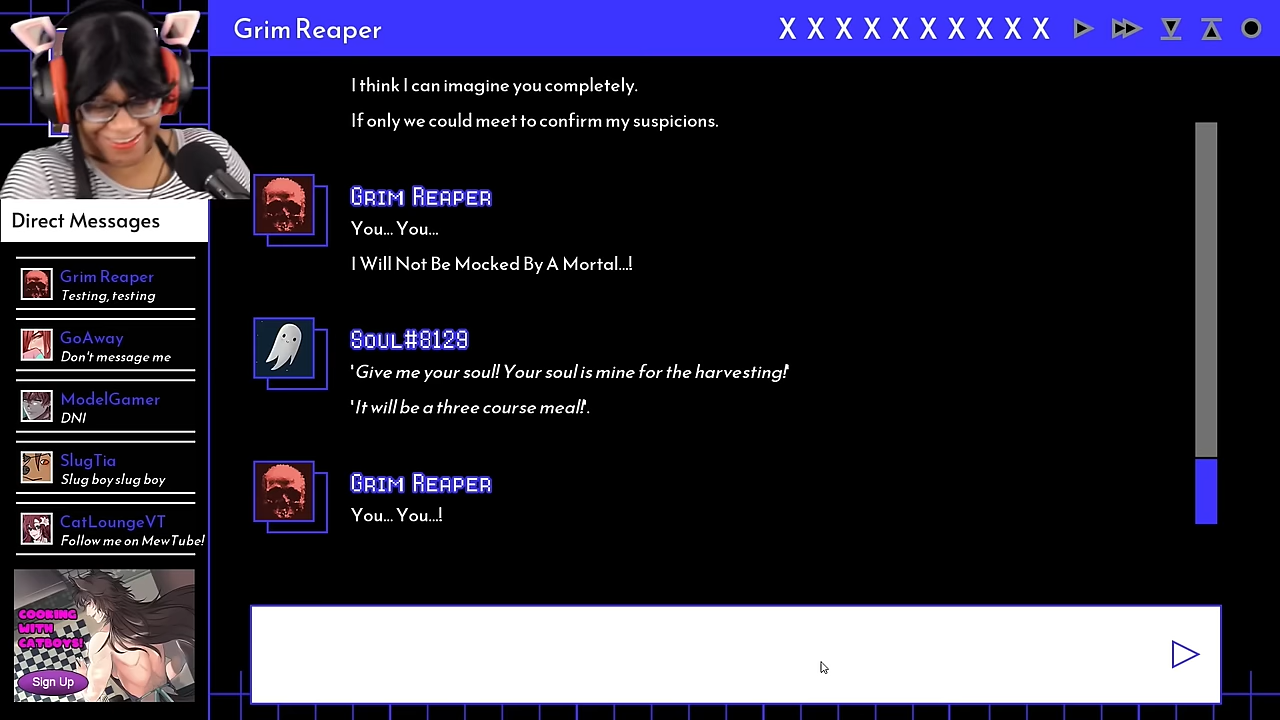 Grim Reaper
X X X X X X X X X X
Direct Messages
Grim Reaper
Testing, testing
GoAway
Don't message me
ModelGamer
DNI
SlugTia
Slug boy slug boy
CatLoungeVT
Follow me on MewTube!
COOKING
WITH
CATBOYS!
Sign Up
I think I can imagine you completely.
If only we could meet to confirm my suspicions.
Grim Reaper
You... You...
I Will Not Be Mocked By A Mortal...!
Soul#8129
'Give me your soul! Your soul is mine for the harvesting!'
'It will be a three course meal!'.
Grim Reaper
You... You...!